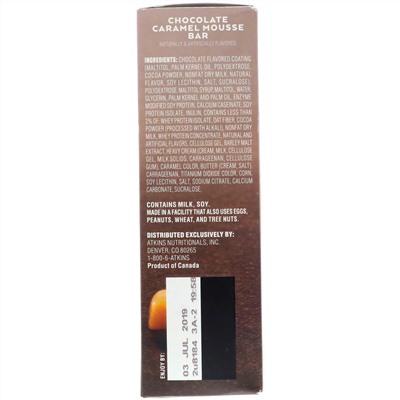 CHOCOLATE
CARAMEL MOUSSE
BAR
NATURALLY & ARTIFICIALLY FLAVORED
INGREDIENTS: CHOCOLATE FLAVORED COATING
(MALTITOL, PALM KERNEL OIL, POLYDEXTROSE,
COCOA POWDER, NONFAT DRY MILK, NATURAL
FLAVOR, SOY LECITHIN, SALT, SUCRALOSE),
POLYDEXTROSE, MALTITOL SYRUP, MALTITOL, WATER,
GLYCERIN, PALM KERNEL AND PALM OIL, ENZYME
MODIFIED SOY PROTEIN, CALCIUM CASEINATE, SOY
PROTEIN ISOLATE, INULIN, CONTAINS LESS THAN
2% OF: WHEY PROTEIN ISOLATE, OAT FIBER, COCOA
POWDER (PROCESSED WITH ALKALI), NONFAT DRY
MILK, WHEY PROTEIN CONCENTRATE, NATURAL AND
ARTIFICIAL FLAVORS, CELLULOSE GEL, BARLEY MALT
EXTRACT, HEAVY CREAM (CREAM, MILK, CELLULOSE
GEL, MILK SOLIDS, CARRAGEENAN, CELLULOSE
GUM), CARAMEL COLOR, BUTTER (CREAM, SALT),
CARRAGEENAN, TITANIUM DIOXIDE COLOR, CORN,
SOY LECITHIN, SALT, SODIUM CITRATE, CALCIUM
CARBONATE, SUCRALOSE.
CONTAINS MILK, SOY.
MADE IN A FACILITY THAT ALSO USES EGGS,
PEANUTS, WHEAT, AND TREE NUTS.
DISTRIBUTED EXCLUSIVELY BY:
ATKINS NUTRITIONALS, INC.
DENVER, CO 80265
1-800-6-ATKINS
Product of Canada
ENJOY BY:
03 JUL 2019
2u8184 3A-2 19:58